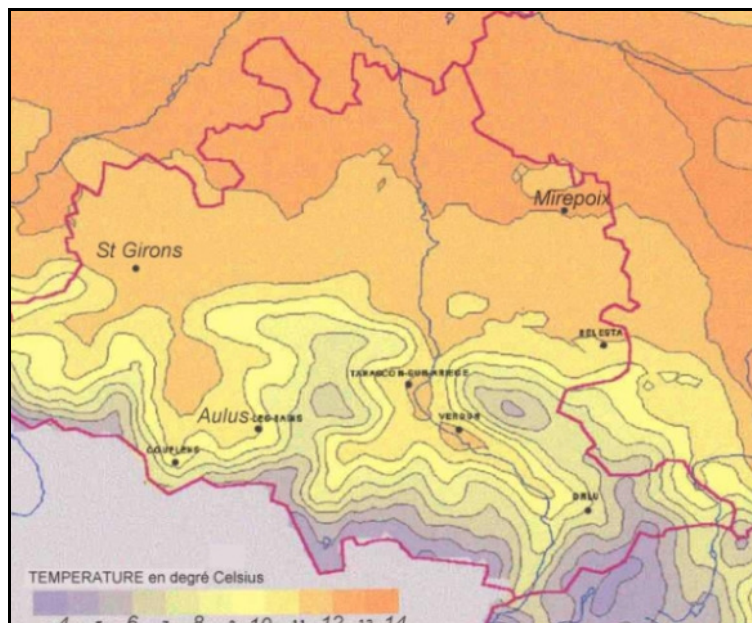 Mirepoix
St Girons
BELESTA
TARASCON-SUR-ARIEGE
Aulus LES-BAINS
VERDUN
COUFLENS
ORLU
TEMPERATURE en degré Celsius
4 5 6 7 8 9 10 11 12 13 14